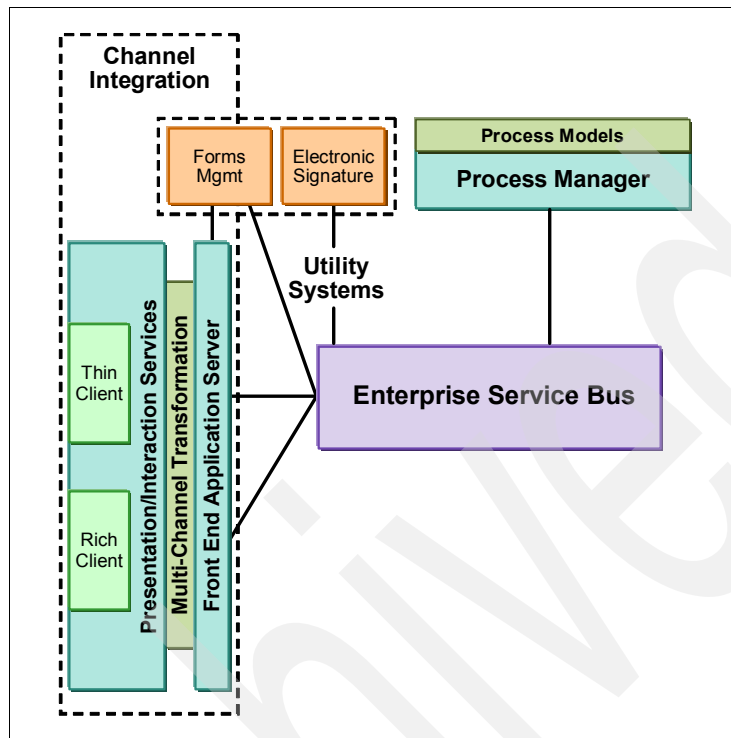 Channel
Integration
Forms
Mgmt
Electronic
Signature
Process Models
Process Manager
Utility
Systems
Thin
Client
Rich
Client
Presentation/Interaction Services
Multi-Channel Transformation
Front End Application Server
Enterprise Service Bus